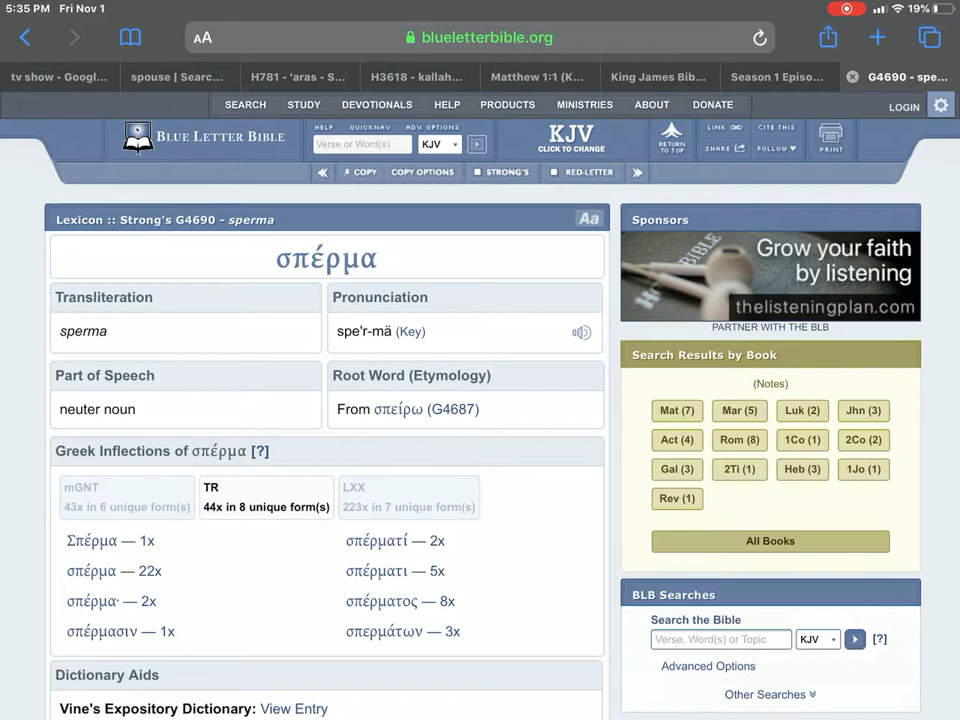 5:35 PM Fri Nov 1
19%
AA
blueletterbible.org
tv show - Googl...
spouse | Searc...
H781 - 'aras - S...
H3618 - kallah...
Matthew 1:1 (K...
King James Bib...
Season 1 Episo...
G4690 - spe...
SEARCH STUDY DEVOTIONALS HELP PRODUCTS MINISTRIES ABOUT DONATE
LOGIN
BLUE LETTER BIBLE
HELP QUICKNAV ADV. OPTIONS
Verse or Word(s)
KJV
KJV
CLICK TO CHANGE
RETURN
TO TOP
LINK CITE THIS
SHARE FOLLOW
PRINT
COPY COPY OPTIONS STRONG'S RED-LETTER
Lexicon :: Strong's G4690 - sperma
Aa
σπέρμα
Transliteration
sperma
Pronunciation
spe'r-mä (Key)
Part of Speech
neuter noun
Root Word (Etymology)
From σπείρω (G4687)
Greek Inflections of σπέρμα [?]
mGNT
43x in 6 unique form(s)
TR
44x in 8 unique form(s)
LXX
223x in 7 unique form(s)
Σπέρμα — 1x
σπέρμα — 22x
σπέρμα· — 2x
σπέρμασιν — 1x
σπέρματί — 2x
σπέρματι — 5x
σπέρματος — 8x
σπερμάτων — 3x
Dictionary Aids
Vine's Expository Dictionary: View Entry
Sponsors
BIBLE
Grow your faith
by listening
thelisteningplan.com
PARTNER WITH THE BLB
Search Results by Book
(Notes)
Mat (7) Mar (5) Luk (2) Jhn (3)
Act (4) Rom (8) 1Co (1) 2Co (2)
Gal (3) 2Ti (1) Heb (3) 1Jo (1)
Rev (1)
All Books
BLB Searches
Search the Bible
Verse, Word(s) or Topic
KJV
[?]
Advanced Options
Other Searches